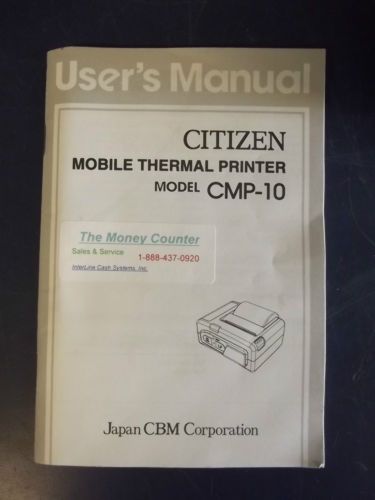 User's Manual
CITIZEN
MOBILE THERMAL PRINTER
MODEL CMP-10
The Money Counter
Sales & Service
1-888-437-0920
InterLine Cash Systems, Inc.
Japan CBM Corporation